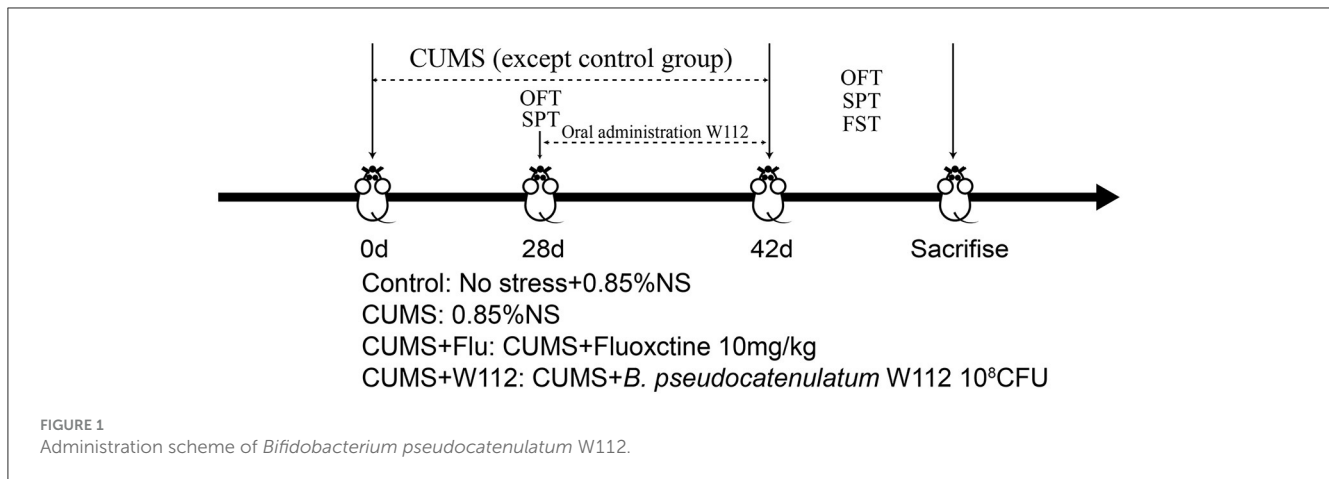 CUMS (except control group)
OFT
SPT
Oral administration W112
OFT
SPT
FST
0d
28d
42d
Sacrifise
Control: No stress+0.85%NS
CUMS: 0.85%NS
CUMS+Flu: CUMS+Fluoxctine 10mg/kg
CUMS+W112: CUMS+B. pseudocatenulatum W112 10⁸CFU
FIGURE 1
Administration scheme of Bifidobacterium pseudocatenulatum W112.